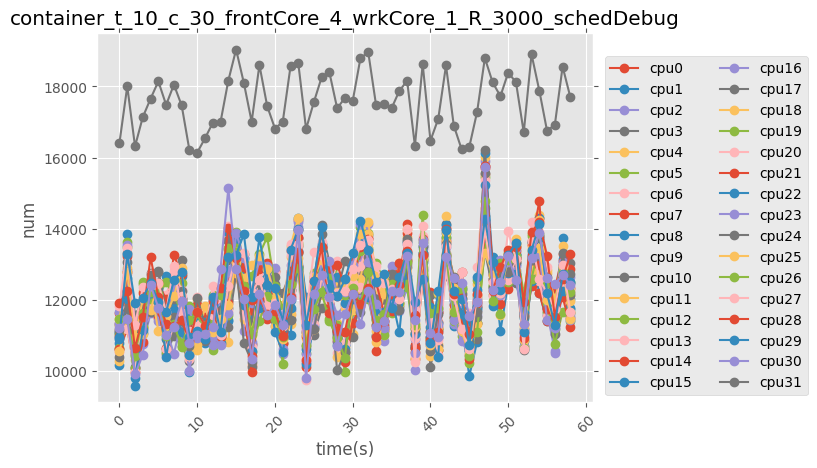 container_t_10_c_30_frontCore_4_wrkCore_1_R_3000_schedDebug
num
18000
16000
14000
12000
10000
0
10
20
30
40
50
60
time(s)
cpu0
cpu1
cpu2
cpu3
cpu4
cpu5
cpu6
cpu7
cpu8
cpu9
cpu10
cpu11
cpu12
cpu13
cpu14
cpu15
cpu16
cpu17
cpu18
cpu19
cpu20
cpu21
cpu22
cpu23
cpu24
cpu25
cpu27
cpu28
cpu29
cpu30
cpu31